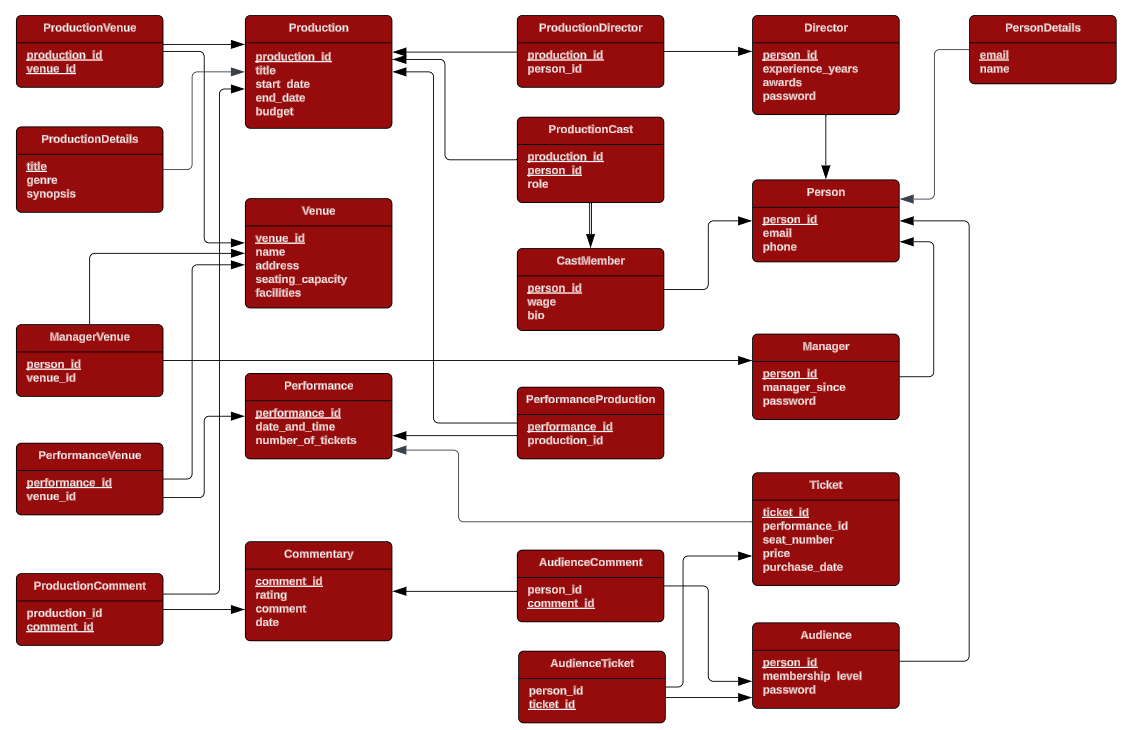 ProductionVenue
production_id
venue_id
Production
production_id
title
start_date
end_date
budget
ProductionDirector
production_id
person_id
Director
person_id
experience_years
awards
password
PersonDetails
email
name
ProductionDetails
title
genre
synopsis
ProductionCast
production_id
person_id
role
Venue
venue_id
name
address
seating_capacity
facilities
Person
person_id
email
phone
CastMember
person_id
wage
bio
ManagerVenue
person_id
venue_id
Manager
person_id
manager_since
password
Performance
performance_id
date_and_time
number_of_tickets
PerformanceProduction
performance_id
production_id
PerformanceVenue
performance_id
venue_id
Ticket
ticket_id
performance_id
seat_number
price
purchase_date
Commentary
comment_id
rating
comment
date
AudienceComment
person_id
comment_id
ProductionComment
production_id
comment_id
Audience
person_id
membership_level
password
AudienceTicket
person_id
ticket_id